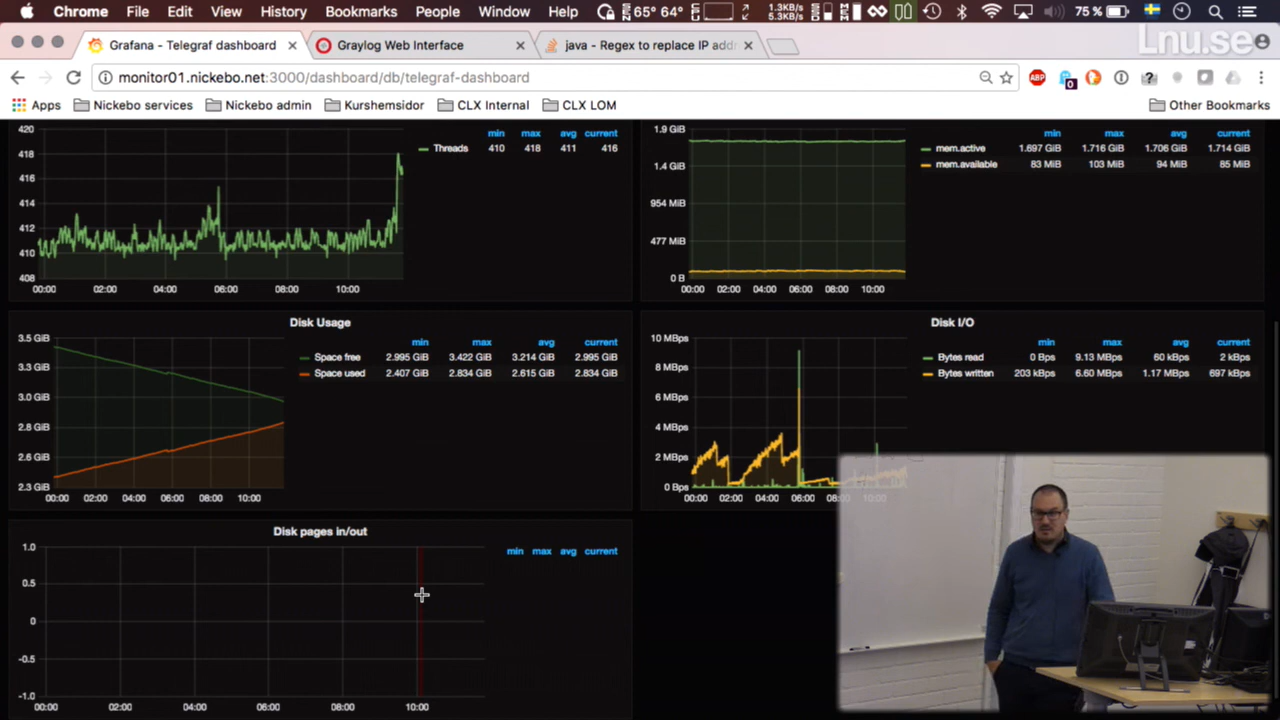 Chrome File Edit View History Bookmarks People Window Help 65° 64° 1.3KB/s 5.3KB/s 75 %
Lnu.se
Grafana - Telegraf dashboard Graylog Web Interface java - Regex to replace IP addr
monitor01.nickebo.net:3000/dashboard/db/telegraf-dashboard ABP 0
Apps Nickebo services Nickebo admin Kurshemsidor CLX Internal CLX LOM Other Bookmarks
420
418
416
414
412
410
408
00:00 02:00 04:00 06:00 08:00 10:00
min max avg current
Threads 410 418 411 416
1.9 GiB
1.4 GiB
954 MiB
477 MiB
0 B
00:00 02:00 04:00 06:00 08:00 10:00
min max avg current
mem.active 1.697 GiB 1.716 GiB 1.706 GiB 1.714 GiB
mem.available 83 MiB 103 MiB 94 MiB 85 MiB
Disk Usage
3.5 GiB
3.3 GiB
3.0 GiB
2.8 GiB
2.6 GiB
2.3 GiB
00:00 02:00 04:00 06:00 08:00 10:00
min max avg current
Space free 2.995 GiB 3.422 GiB 3.214 GiB 2.995 GiB
Space used 2.407 GiB 2.834 GiB 2.615 GiB 2.834 GiB
Disk I/O
10 MBps
8 MBps
6 MBps
4 MBps
2 MBps
0 Bps
00:00 02:00 04:00 06:00 08:00 10:00
min max avg current
Bytes read 0 Bps 9.13 MBps 60 kBps 2 kBps
Bytes written 203 kBps 6.60 MBps 1.17 MBps 697 kBps
Disk pages in/out
1.0
0.5
0
-0.5
-1.0
00:00 02:00 04:00 06:00 08:00 10:00
min max avg current